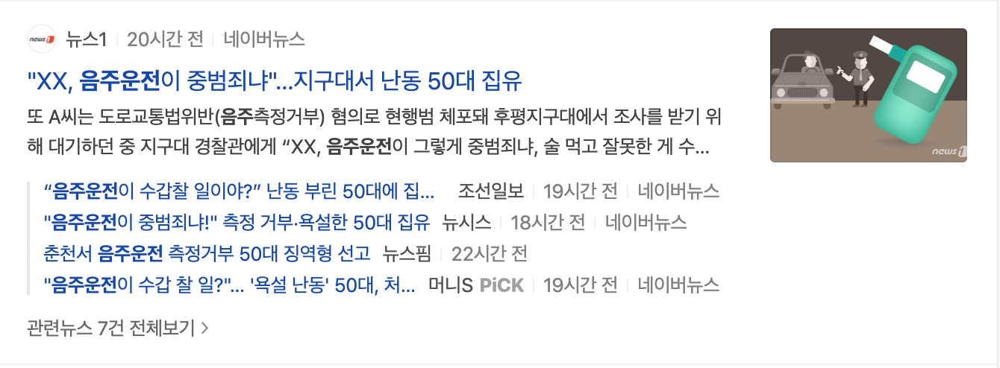 news1 뉴스1 20시간 전 네이버뉴스
"XX, 음주운전이 중범죄냐"...지구대서 난동 50대 집유
또 A씨는 도로교통법위반(음주측정거부) 혐의로 현행범 체포돼 후평지구대에서 조사를 받기 위
해 대기하던 중 지구대 경찰관에게 “XX, 음주운전이 그렇게 중범죄냐, 술 먹고 잘못한 게 수...
news1
“음주운전이 수갑찰 일이야?” 난동 부린 50대에 집... 조선일보 19시간 전 네이버뉴스
"음주운전이 중범죄냐!" 측정 거부·욕설한 50대 집유 뉴시스 18시간 전 네이버뉴스
춘천서 음주운전 측정거부 50대 징역형 선고 뉴스핌 22시간 전
"음주운전이 수갑 찰 일?"... '욕설 난동' 50대, 처... 머니S PiCK 19시간 전 네이버뉴스
관련뉴스 7건 전체보기 >